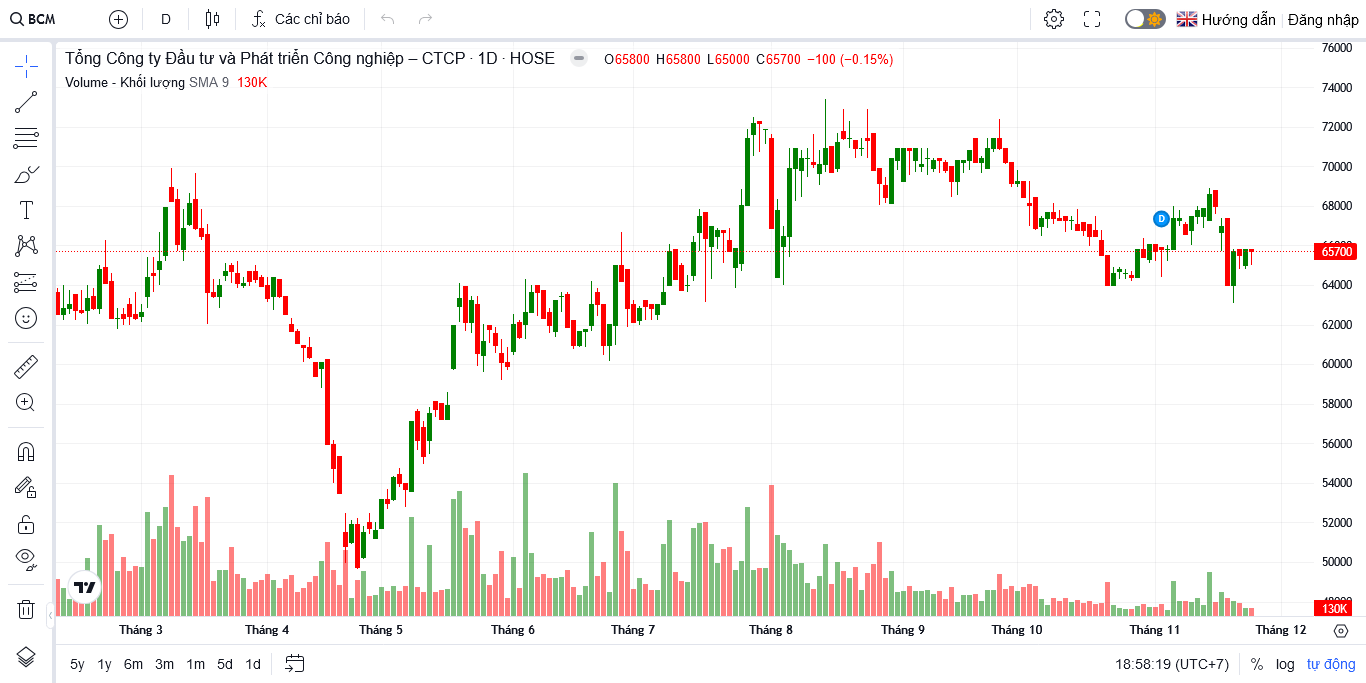 BCM D Các chỉ báo Hướng dẫn Đăng nhập
Tổng Công ty Đầu tư và Phát triển Công nghiệp – CTCP · 1D · HOSE O65800 H65800 L65000 C65700 −100 (−0.15%)
Volume - Khối lượng SMA 9 130K
76000
74000
72000
70000
68000
66000
65700
64000
62000
60000
58000
56000
54000
52000
50000
48000
130K
D
Tháng 3 Tháng 4 Tháng 5 Tháng 6 Tháng 7 Tháng 8 Tháng 9 Tháng 10 Tháng 11 Tháng 12
5y 1y 6m 3m 1m 5d 1d 18:58:19 (UTC+7) % log tự động